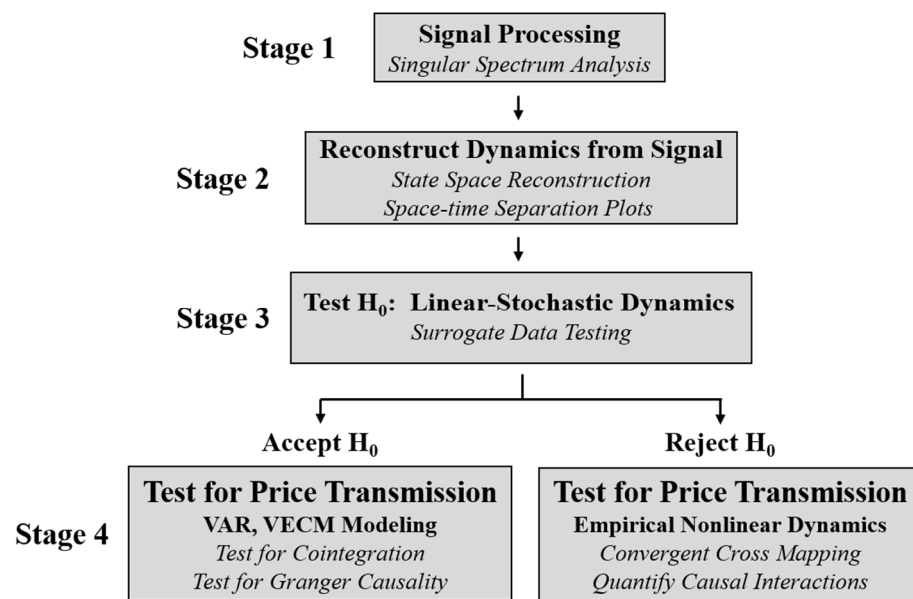 Stage 1
Signal Processing
Singular Spectrum Analysis
Stage 2
Reconstruct Dynamics from Signal
State Space Reconstruction
Space-time Separation Plots
Stage 3
Test H₀: Linear-Stochastic Dynamics
Surrogate Data Testing
Accept H₀
Reject H₀
Stage 4
Test for Price Transmission
VAR, VECM Modeling
Test for Cointegration
Test for Granger Causality
Test for Price Transmission
Empirical Nonlinear Dynamics
Convergent Cross Mapping
Quantify Causal Interactions